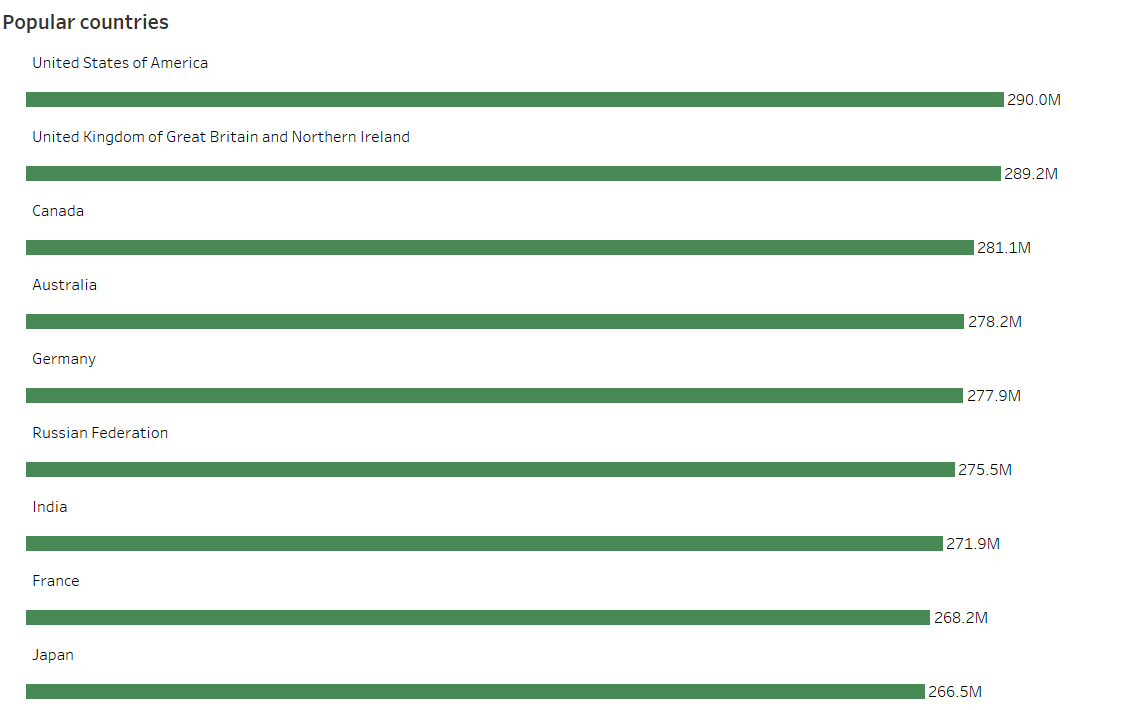 Popular countries
United States of America
290.0M
United Kingdom of Great Britain and Northern Ireland
289.2M
Canada
281.1M
Australia
278.2M
Germany
277.9M
Russian Federation
275.5M
India
271.9M
France
268.2M
Japan
266.5M